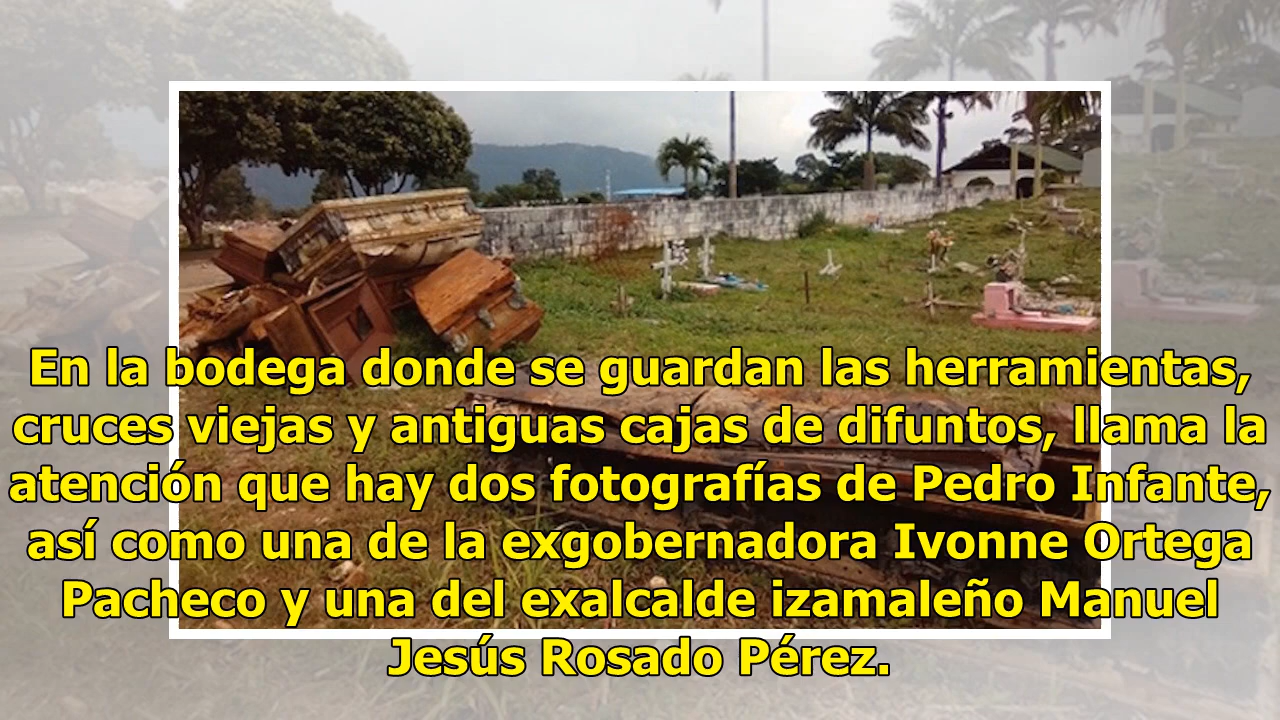 En la bodega donde se guardan las herramientas,
cruces viejas y antiguas cajas de difuntos, llama la
atención que hay dos fotografías de Pedro Infante,
así como una de la exgobernadora Ivonne Ortega
Pacheco y una del exalcalde izamaleño Manuel
Jesús Rosado Pérez.